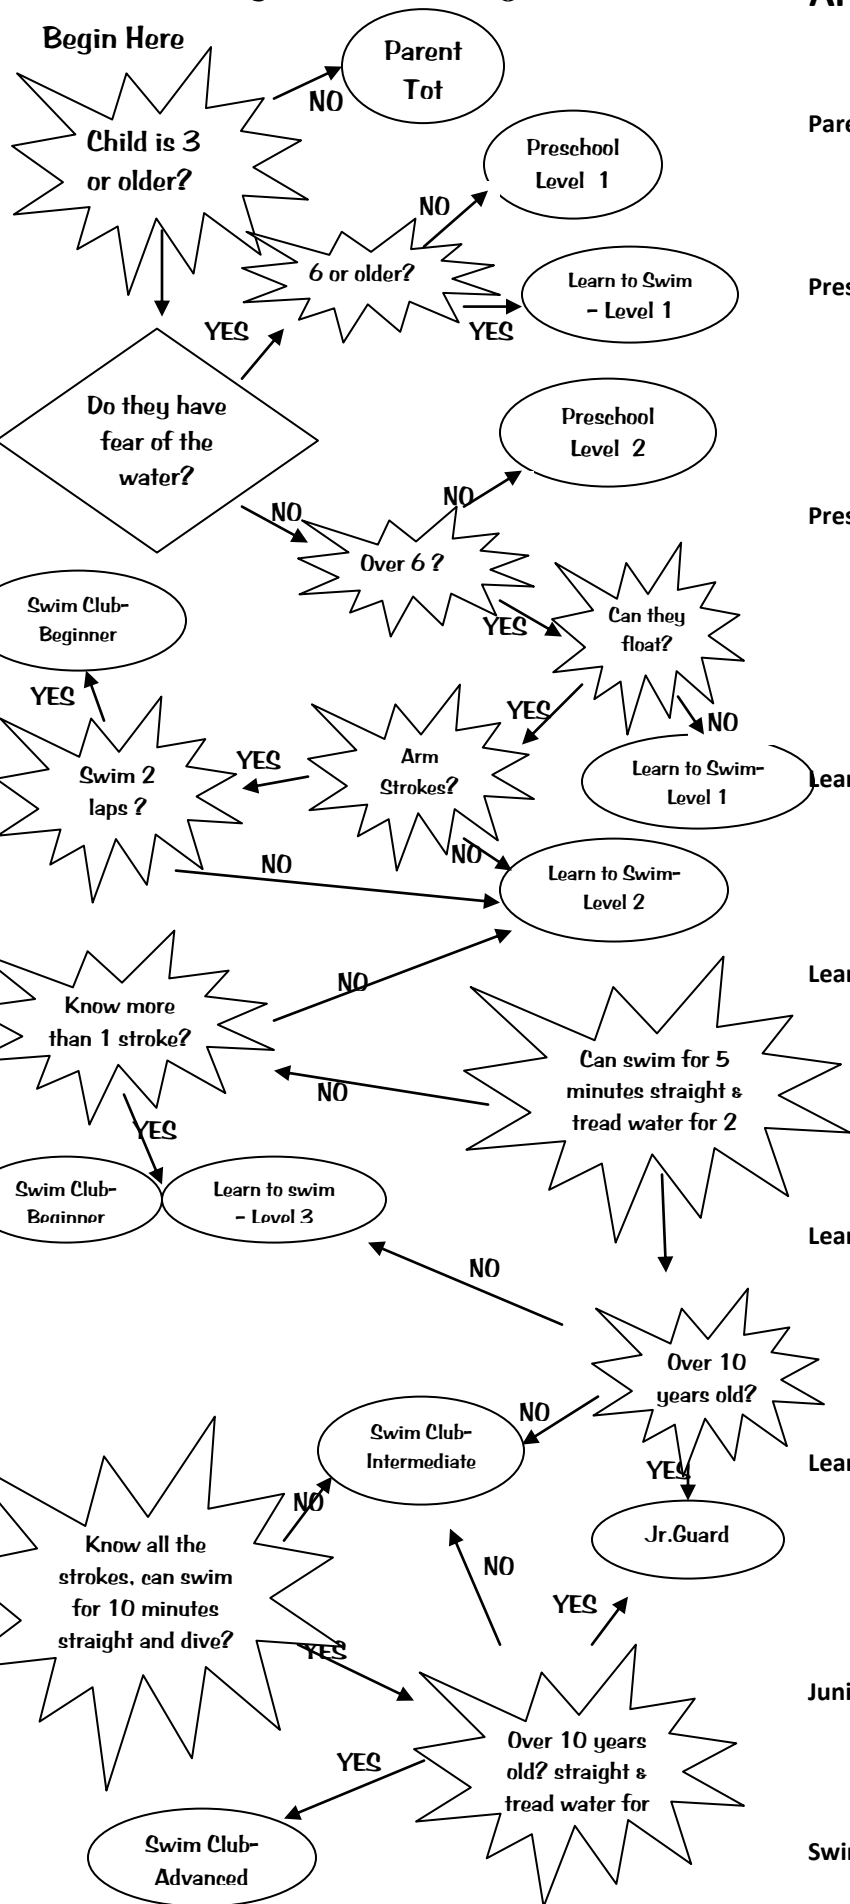 Begin Here
Parent
Tot
NO
Child is 3
or older?
Preschool
Level 1
NO
6 or older?
Learn to Swim
- Level 1
YES
YES
Do they have
fear of the
water?
Preschool
Level 2
NO
NO
Over 6 ?
Can they
float?
YES
Swim Club-
Beginner
YES
YES
NO
Arm
Strokes?
YES
Swim 2
laps ?
Learn to Swim-
Level 1
NO
NO
Learn to Swim-
Level 2
NO
Know more
than 1 stroke?
Can swim for 5
minutes straight &
tread water for 2
NO
YES
Swim Club-
Beginner
Learn to swim
- Level 3
NO
Over 10
years old?
NO
Swim Club-
Intermediate
YES
Jr.Guard
NO
Know all the
strokes, can swim
for 10 minutes
straight and dive?
NO
YES
YES
Over 10 years
old? straight &
tread water for
YES
Swim Club-
Advanced
Pare
Pres
Pres
Lear
Lear
Lear
Lear
Juni
Swi